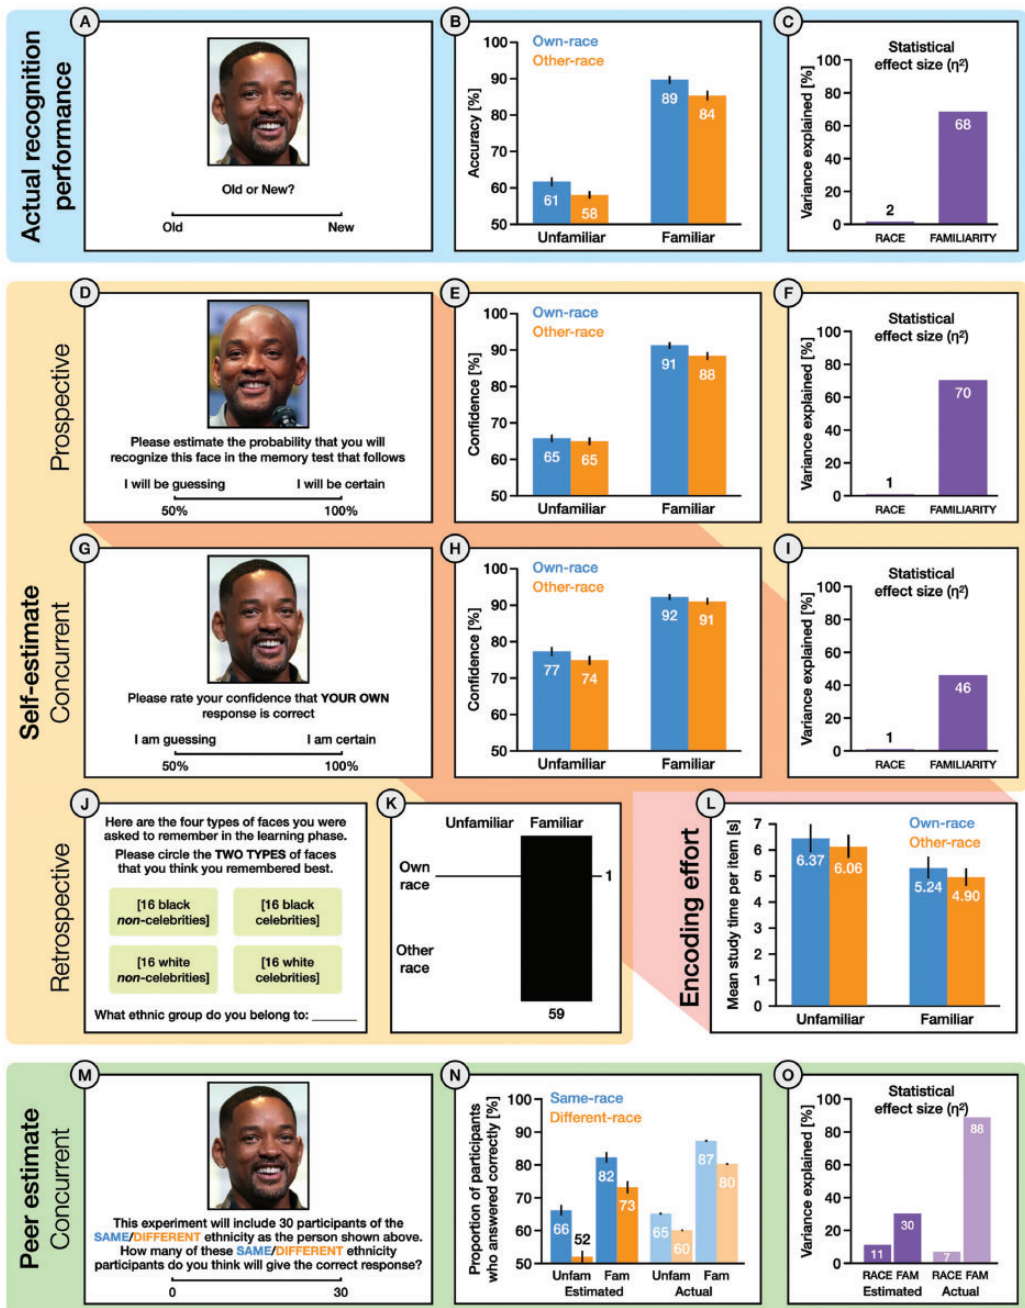 Actual recognition
performance
A
Old or New?
Old
New
B
Own-race
Other-race
Accuracy [%]
100
90
80
70
60
50
61
58
89
84
Unfamiliar
Familiar
C
Statistical
effect size (η²)
Variance explained [%]
100
80
60
40
20
0
2
68
RACE
FAMILIARITY
Self-estimate
Prospective
D
Please estimate the probability that you will
recognize this face in the memory test that follows
I will be guessing
I will be certain
50%
100%
E
Own-race
Other-race
Confidence [%]
100
90
80
70
60
50
65
65
91
88
Unfamiliar
Familiar
F
Statistical
effect size (η²)
Variance explained [%]
100
80
60
40
20
0
1
70
RACE
FAMILIARITY
Concurrent
G
Please rate your confidence that YOUR OWN
response is correct
I am guessing
I am certain
50%
100%
H
Own-race
Other-race
Confidence [%]
100
90
80
70
60
50
77
74
92
91
Unfamiliar
Familiar
I
Statistical
effect size (η²)
Variance explained [%]
100
80
60
40
20
0
1
46
RACE
FAMILIARITY
Retrospective
J
Here are the four types of faces you were
asked to remember in the learning phase.
Please circle the TWO TYPES of faces
that you think you remembered best.
[16 black
non-celebrities]
[16 black
celebrities]
[16 white
non-celebrities]
[16 white
celebrities]
What ethnic group do you belong to: _______
K
Unfamiliar
Familiar
Own
race
1
Other
race
59
Encoding effort
L
Own-race
Other-race
Mean study time per item [s]
7
6
5
4
3
2
1
0
6.37
6.06
5.24
4.90
Unfamiliar
Familiar
Peer estimate
Concurrent
M
This experiment will include 30 participants of the
SAME/DIFFERENT ethnicity as the person shown above.
How many of these SAME/DIFFERENT ethnicity
participants do you think will give the correct response?
0
30
N
Same-race
Different-race
Proportion of participants
who answered correctly [%]
100
90
80
70
60
50
66
52
82
73
65
60
87
80
Unfam
Fam
Unfam
Fam
Estimated
Actual
O
Statistical
effect size (η²)
Variance explained [%]
100
80
60
40
20
0
11
30
7
88
RACE
FAM
RACE
FAM
Estimated
Actual